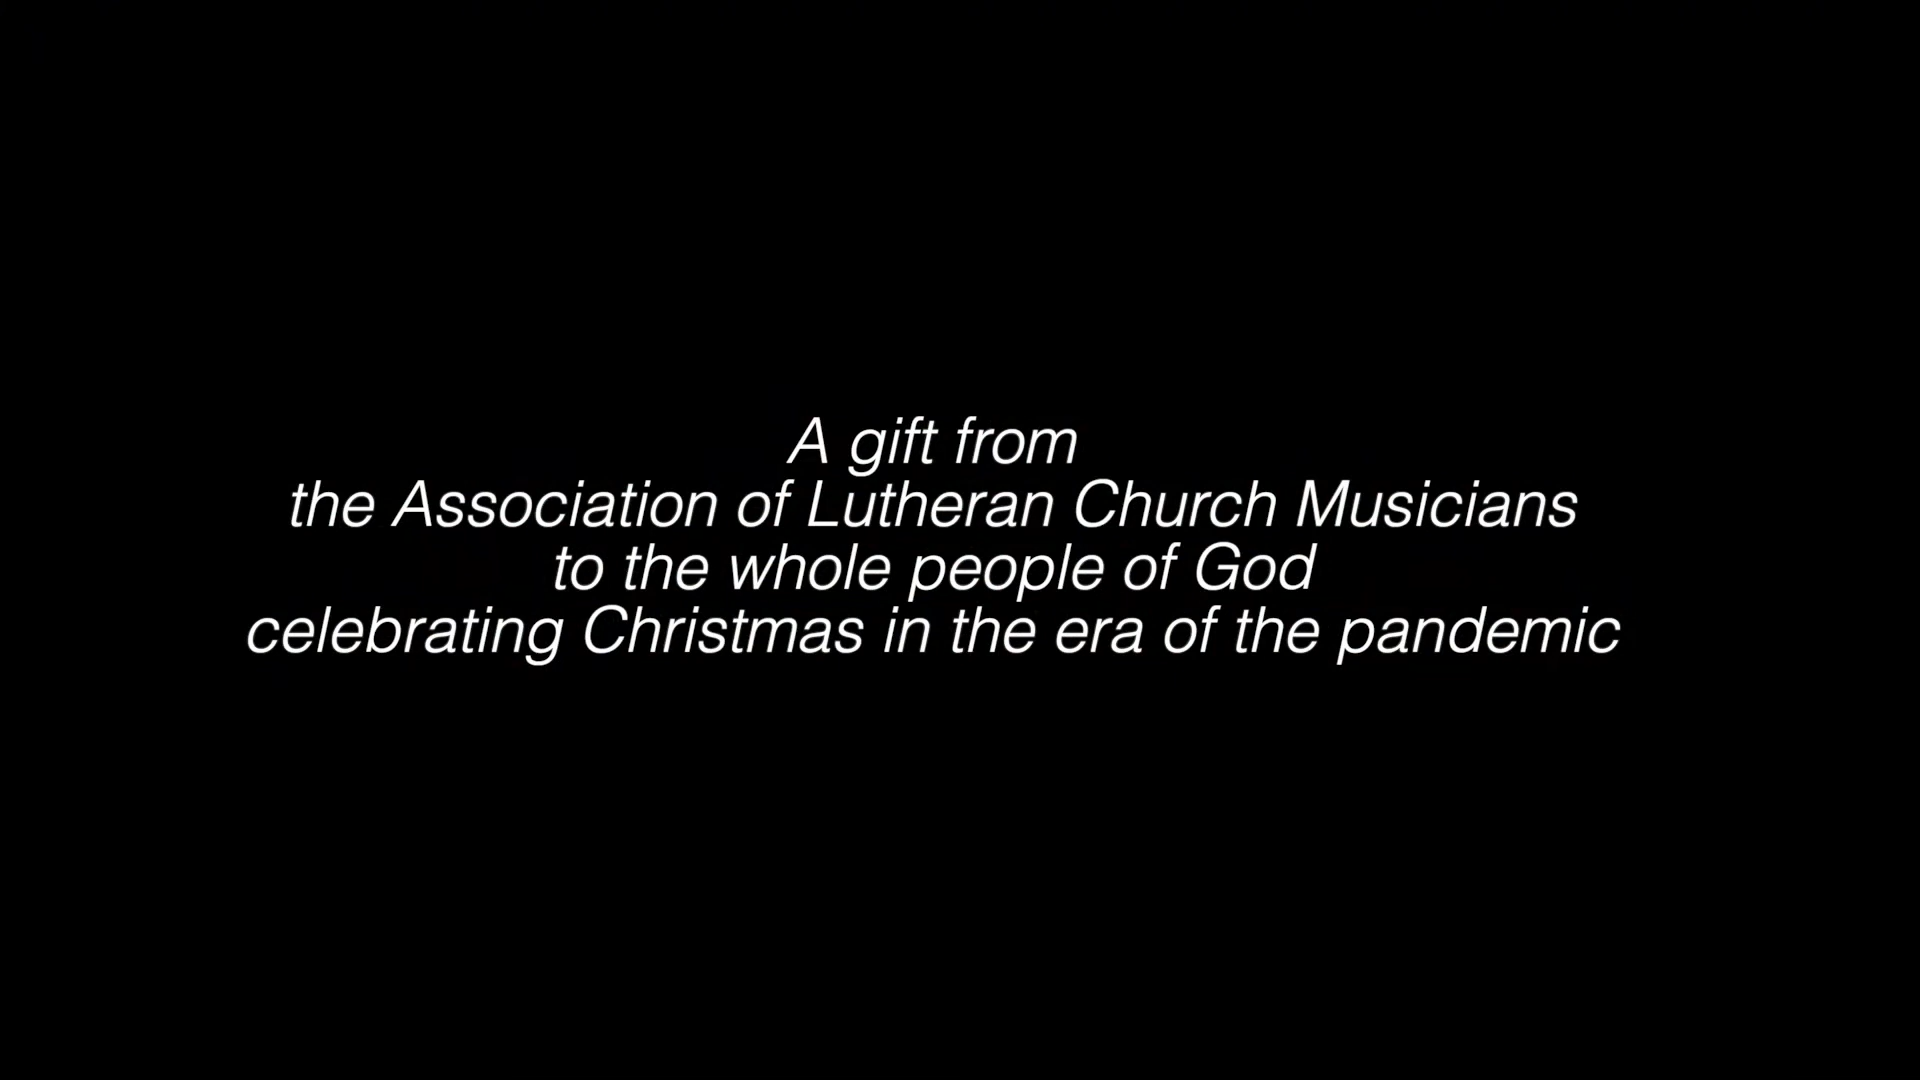 A gift from
the Association of Lutheran Church Musicians
to the whole people of God
celebrating Christmas in the era of the pandemic